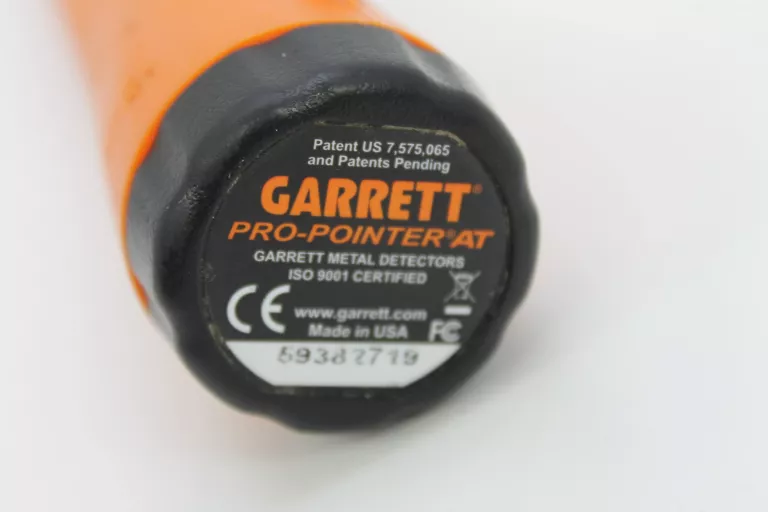 Patent US 7,575,065
and Patents Pending
GARRETT®
PRO-POINTER® AT
GARRETT METAL DETECTORS
ISO 9001 CERTIFIED
CE www.garrett.com
Made in USA FC
59382719